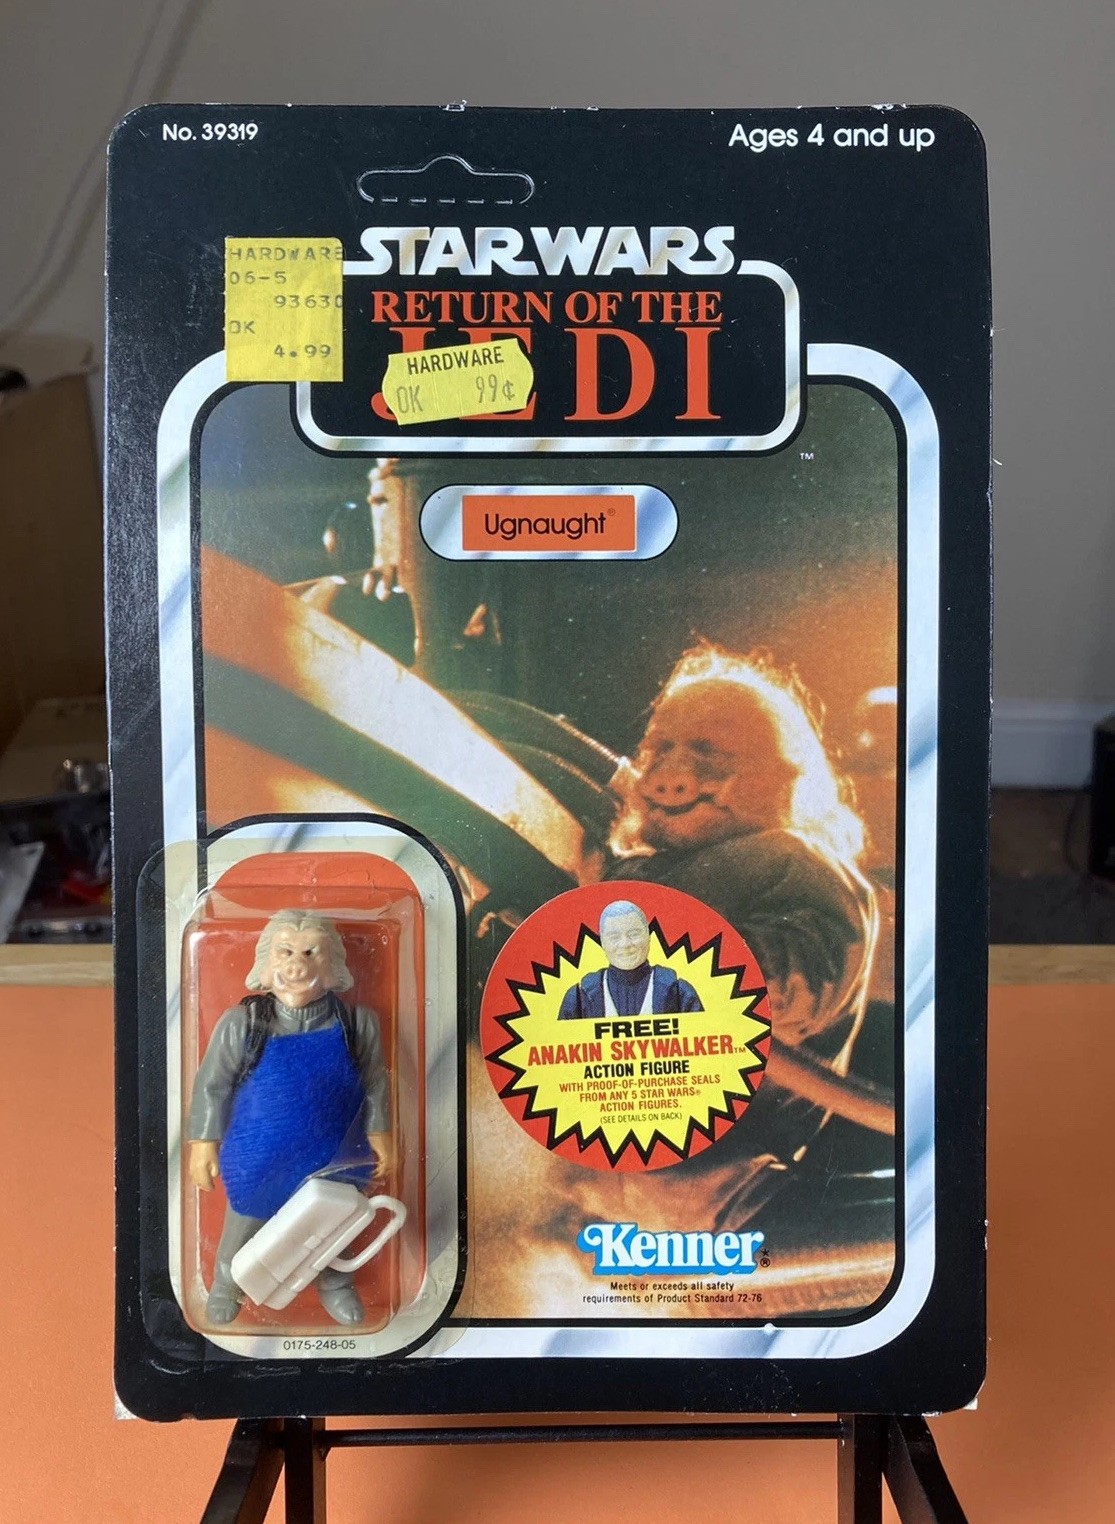 No. 39319
Ages 4 and up
STAR WARS
HARDWARE
06-5
93630
OK
4.99
RETURN OF THE
JEDI
HARDWARE
OK 99¢
TM
Ugnaught®
FREE!
ANAKIN SKYWALKER TM
ACTION FIGURE
WITH PROOF-OF-PURCHASE SEALS
FROM ANY 5 STAR WARS®
ACTION FIGURES.
(SEE DETAILS ON BACK)
Kenner®
Meets or exceeds all safety
requirements of Product Standard 72-76
0175-248-05